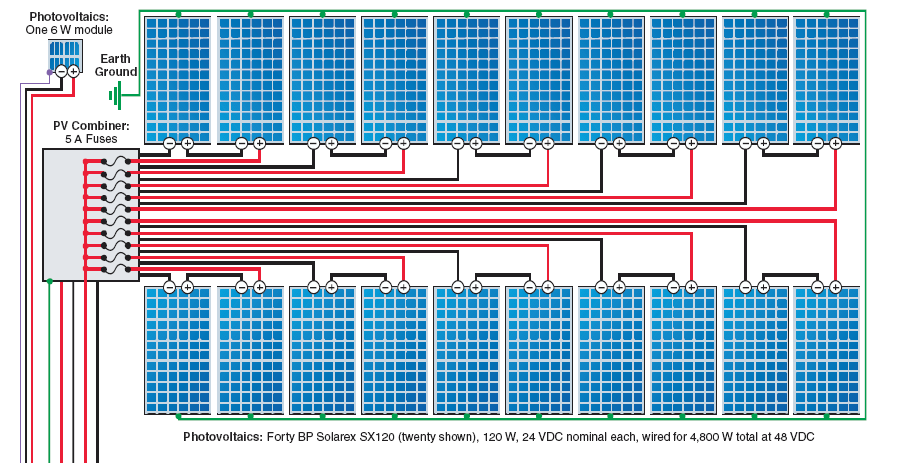 Photovoltaics:
One 6 W module
Earth
Ground
PV Combiner:
5 A Fuses
Photovoltaics: Forty BP Solarex SX120 (twenty shown), 120 W, 24 VDC nominal each, wired for 4,800 W total at 48 VDC